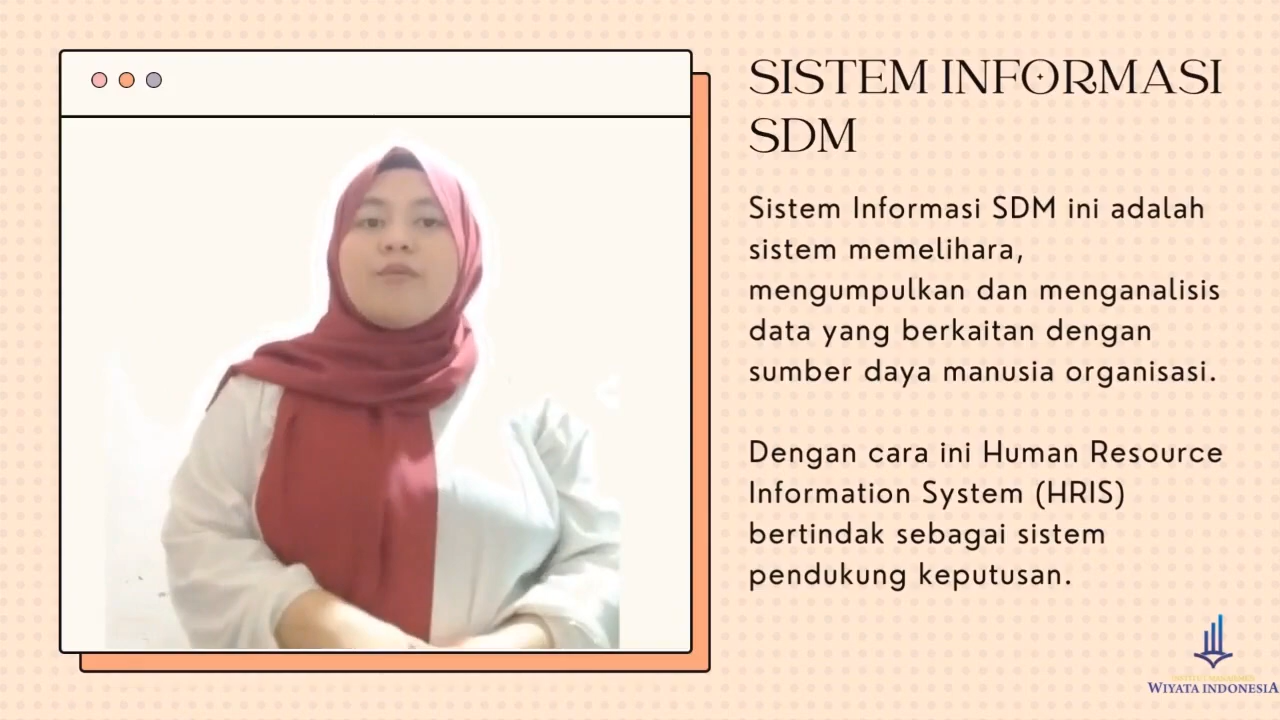 SISTEM INFORMASI
SDM
Sistem Informasi SDM ini adalah
sistem memelihara,
mengumpulkan dan menganalisis
data yang berkaitan dengan
sumber daya manusia organisasi.
Dengan cara ini Human Resource
Information System (HRIS)
bertindak sebagai sistem
pendukung keputusan.
WIYATA INDONESIA